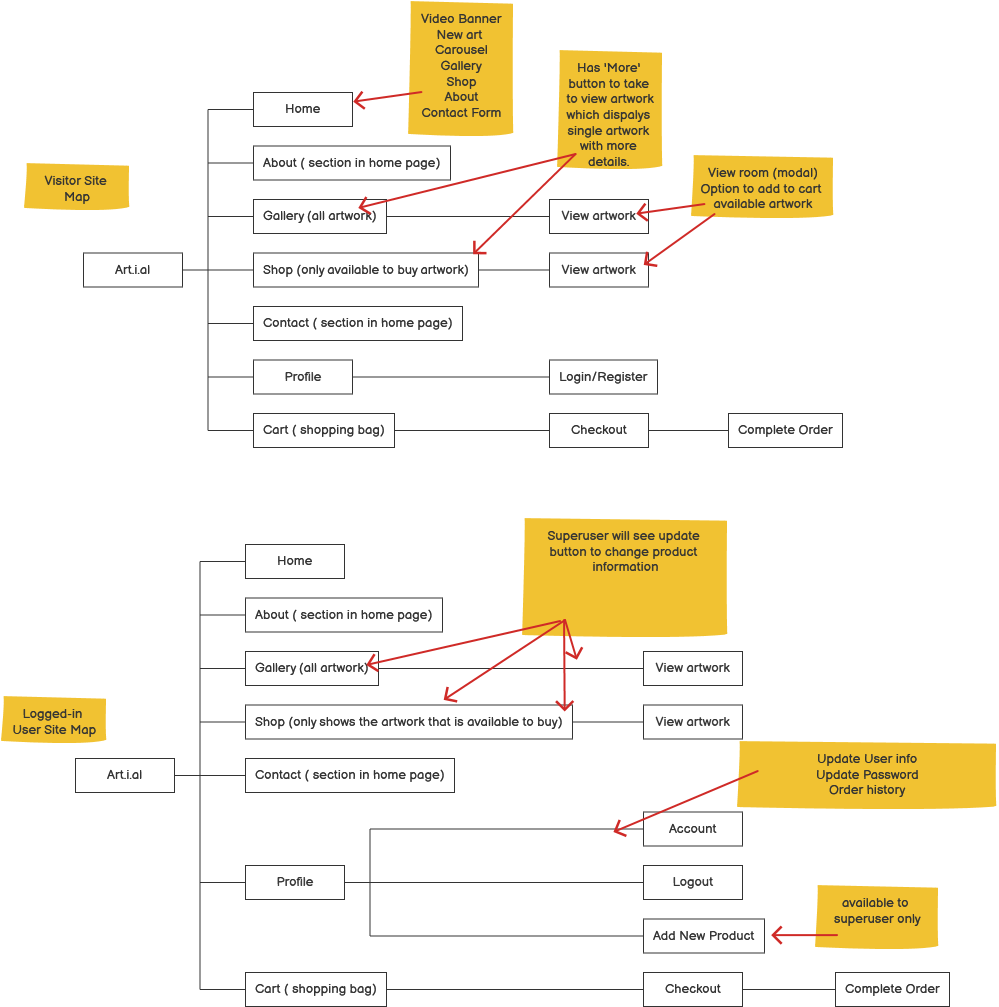 Video Banner
New art
Carousel
Gallery
Shop
About
Contact Form
Has 'More'
button to take
to view artwork
which dispalys
single artwork
with more
details.
Home
About ( section in home page)
Visitor Site
Map
View room (modal)
Option to add to cart
available artwork
Gallery (all artwork)
View artwork
Art.i.al
Shop (only available to buy artwork)
View artwork
Contact ( section in home page)
Profile
Login/Register
Cart ( shopping bag)
Checkout
Complete Order
Superuser will see update
button to change product
information
Home
About ( section in home page)
Gallery (all artwork)
View artwork
Logged-in
User Site Map
Shop (only shows the artwork that is available to buy)
View artwork
Art.i.al
Contact ( section in home page)
Update User info
Update Password
Order history
Account
Profile
Logout
available to
superuser only
Add New Product
Cart ( shopping bag)
Checkout
Complete Order